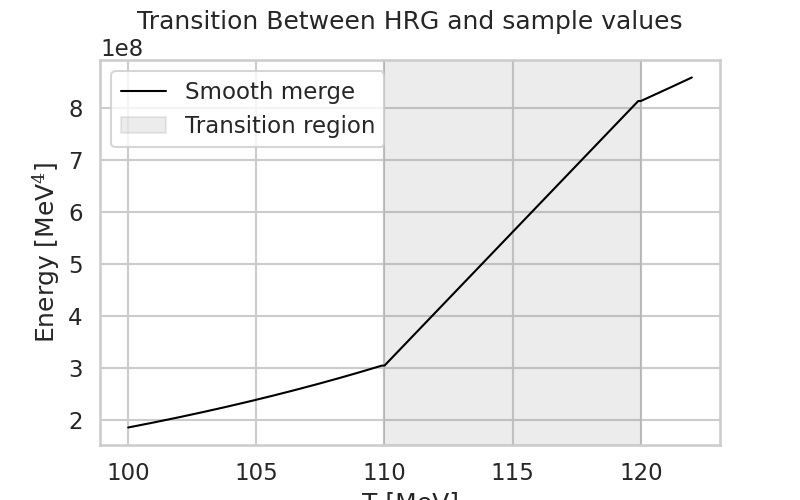 Transition Between HRG and sample values
1e8
Smooth merge
Transition region
8
7
6
5
4
3
2
Energy [MeV⁴]
100 105 110 115 120
T [MeV]